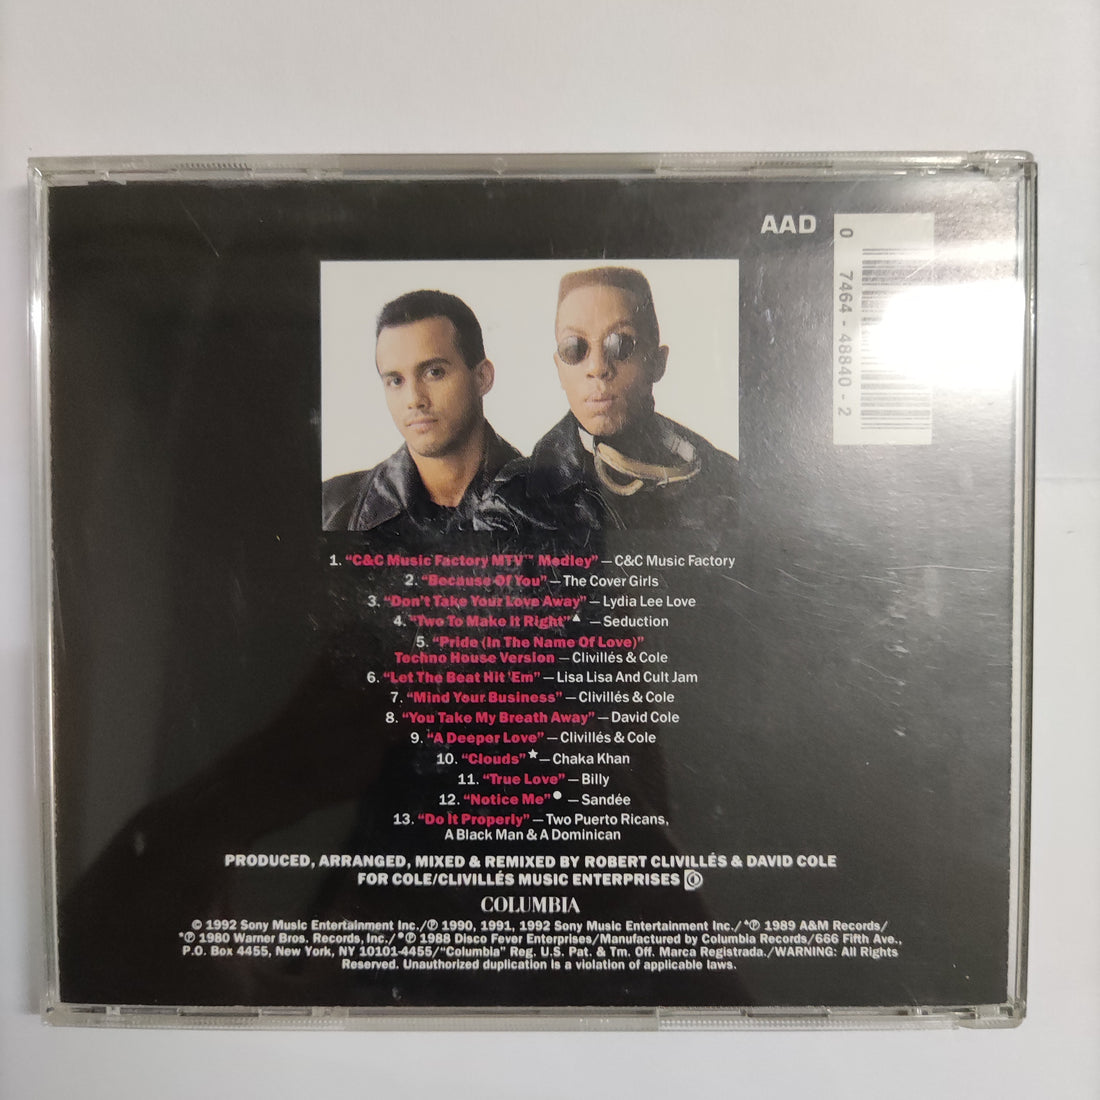 AAD
0 7464-48840-2
1. “C&C Music Factory MTV™ Medley” — C&C Music Factory
2. “Because Of You” — The Cover Girls
3. “Don't Take Your Love Away” — Lydia Lee Love
4. “Two To Make It Right”▲ — Seduction
5. “Pride (In The Name Of Love)”
Techno House Version — Clivillés & Cole
6. “Let The Beat Hit 'Em” — Lisa Lisa And Cult Jam
7. “Mind Your Business” — Clivillés & Cole
8. “You Take My Breath Away” — David Cole
9. “A Deeper Love” — Clivillés & Cole
10. “Clouds”★ — Chaka Khan
11. “True Love” — Billy
12. “Notice Me”● — Sandée
13. “Do It Properly” — Two Puerto Ricans,
A Black Man & A Dominican
PRODUCED, ARRANGED, MIXED & REMIXED BY ROBERT CLIVILLÉS & DAVID COLE
FOR COLE/CLIVILLÉS MUSIC ENTERPRISES
COLUMBIA
© 1992 Sony Music Entertainment Inc./℗ 1990, 1991, 1992 Sony Music Entertainment Inc./▲℗ 1989 A&M Records/
★℗ 1980 Warner Bros. Records, Inc./●℗ 1988 Disco Fever Enterprises/Manufactured by Columbia Records/666 Fifth Ave.,
P.O. Box 4455, New York, NY 10101-4455/“Columbia” Reg. U.S. Pat. & Tm. Off. Marca Registrada./WARNING: All Rights
Reserved. Unauthorized duplication is a violation of applicable laws.